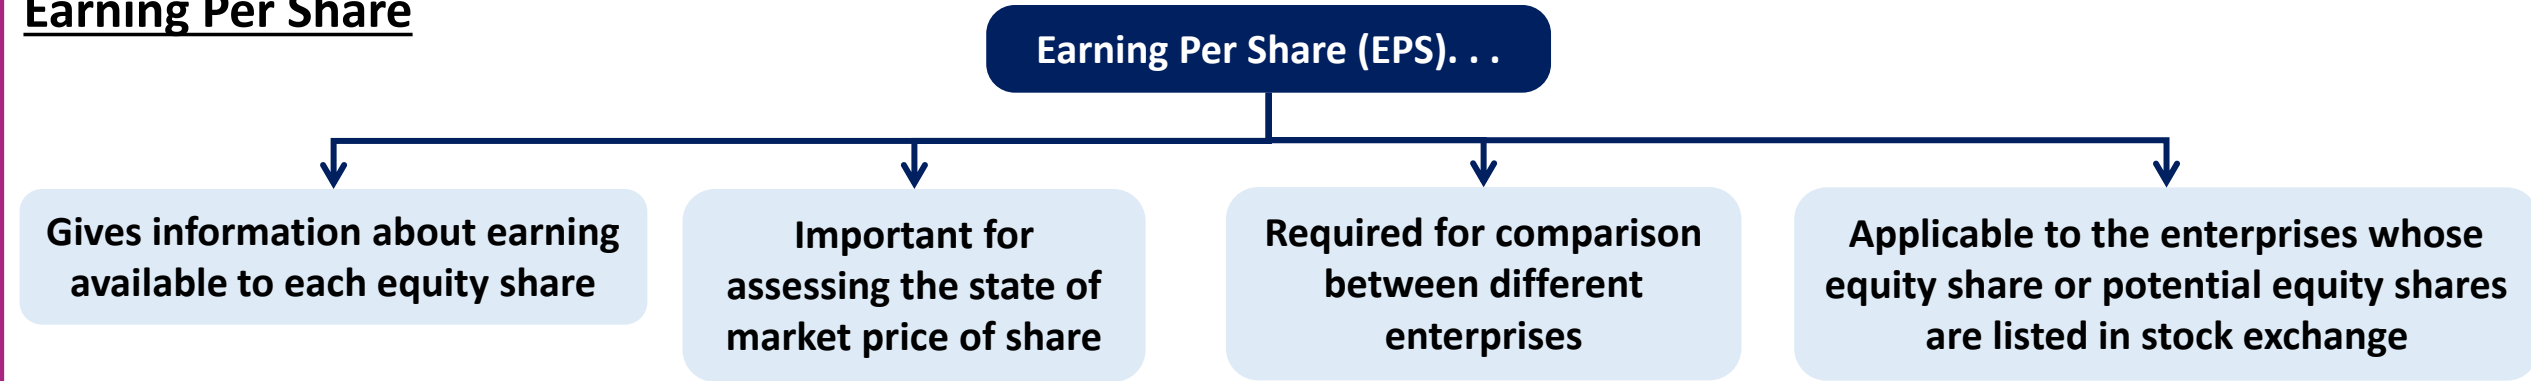 Earning Per Share
Earning Per Share (EPS). . .
Gives information about earning
available to each equity share
Important for
assessing the state of
market price of share
Required for comparison
between different
enterprises
Applicable to the enterprises whose
equity share or potential equity shares
are listed in stock exchange